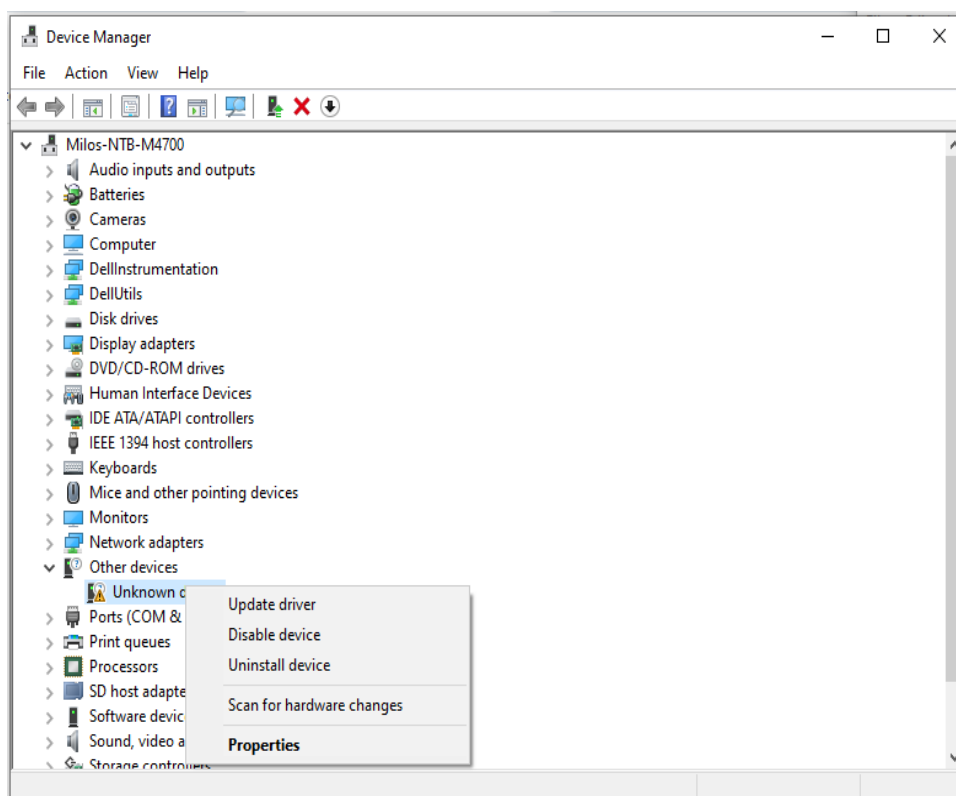 Device Manager
File Action View Help
Milos-NTB-M4700
Audio inputs and outputs
Batteries
Cameras
Computer
DellInstrumentation
DellUtils
Disk drives
Display adapters
DVD/CD-ROM drives
Human Interface Devices
IDE ATA/ATAPI controllers
IEEE 1394 host controllers
Keyboards
Mice and other pointing devices
Monitors
Network adapters
Other devices
Unknown
Ports (COM &
Print queues
Processors
SD host
Software
Sound, video
Storage controllers
Update driver
Disable device
Uninstall device
Scan for hardware changes
Properties